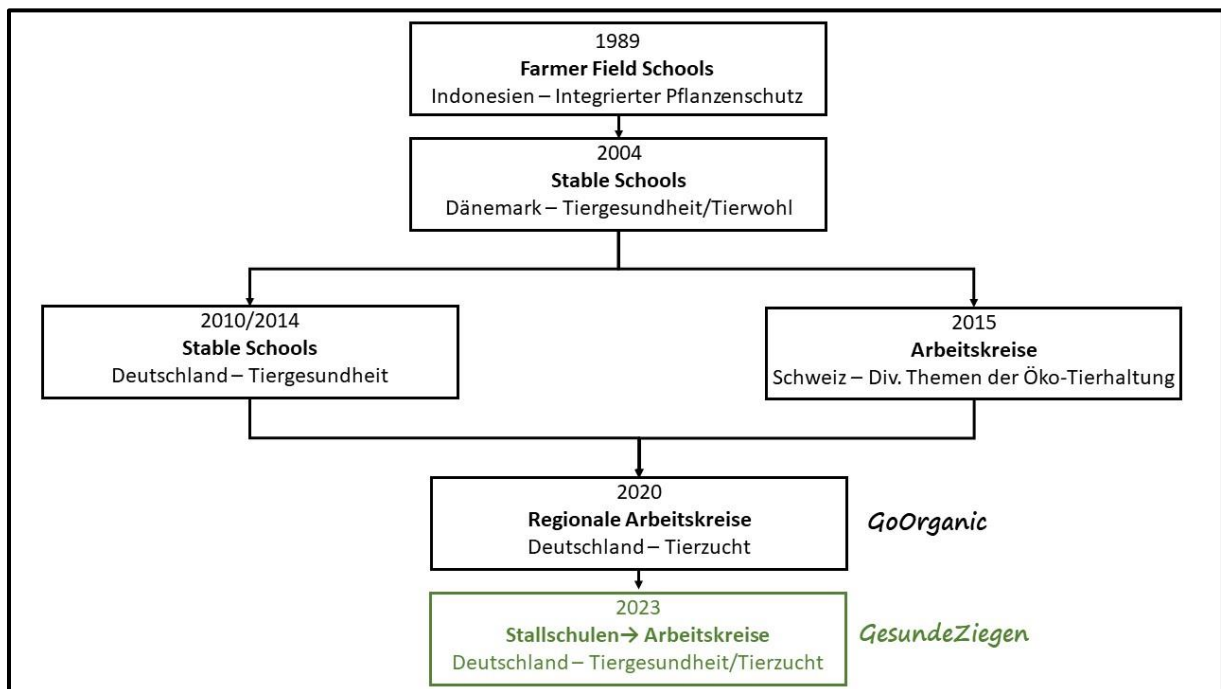 1989
Farmer Field Schools
Indonesien – Integrierter Pflanzenschutz
2004
Stable Schools
Dänemark – Tiergesundheit/Tierwohl
2010/2014
Stable Schools
Deutschland – Tiergesundheit
2015
Arbeitskreise
Schweiz – Div. Themen der Öko-Tierhaltung
2020
Regionale Arbeitskreise
Deutschland – Tierzucht
GoOrganic
2023
Stallschulen→ Arbeitskreise
Deutschland – Tiergesundheit/Tierzucht
GesundeZiegen